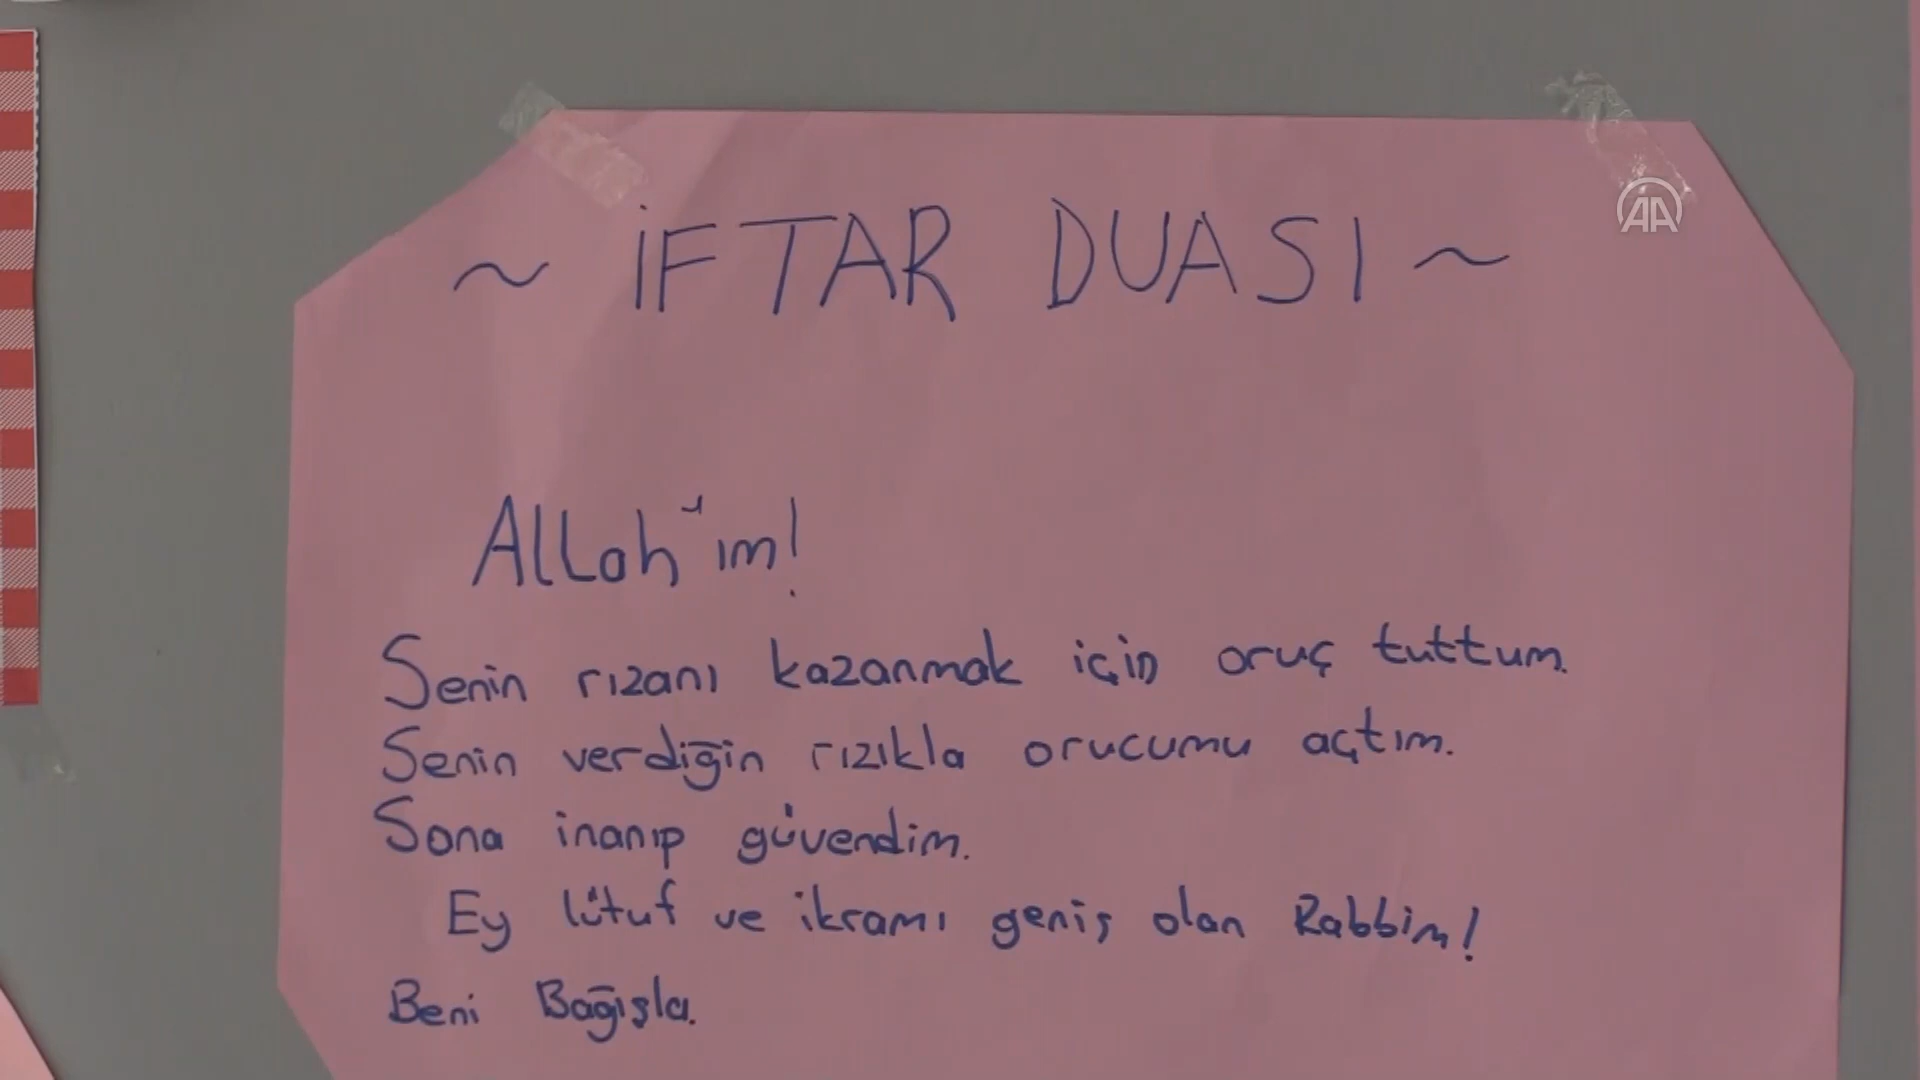 ~ İFTAR DUASI ~
AA
Allah'ım!
Senin rızanı kazanmak için oruç tuttum.
Senin verdiğin rızıkla orucumu açtım.
Sana inanıp güvendim.
Ey lütuf ve ikramı geniş olan Rabbim!
Beni Bağışla.